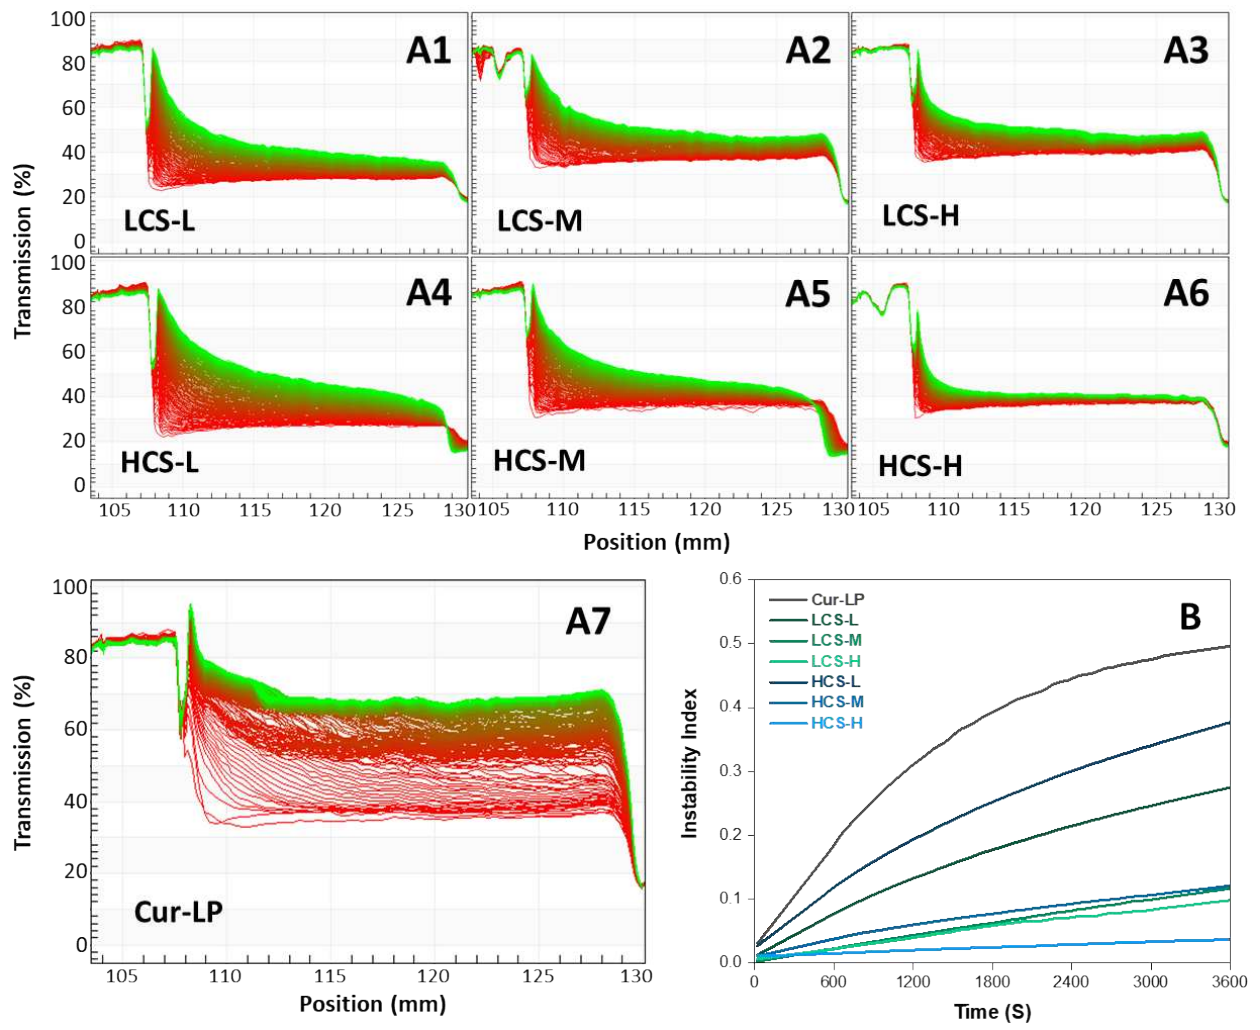 100
80
60
40
20
0
A1
LCS-L
A2
LCS-M
A3
LCS-H
Transmission (%)
100
80
60
40
20
0
A4
HCS-L
A5
HCS-M
A6
HCS-H
105 110 115 120 125 130
105 110 115 120 125 130
105 110 115 120 125 130
Position (mm)
100
80
60
40
20
0
Transmission (%)
A7
Cur-LP
105 110 115 120 125 130
Position (mm)
0.6
0.5
0.4
0.3
0.2
0.1
0.0
Instability Index
Cur-LP
LCS-L
LCS-M
LCS-H
HCS-L
HCS-M
HCS-H
B
0 600 1200 1800 2400 3000 3600
Time (S)